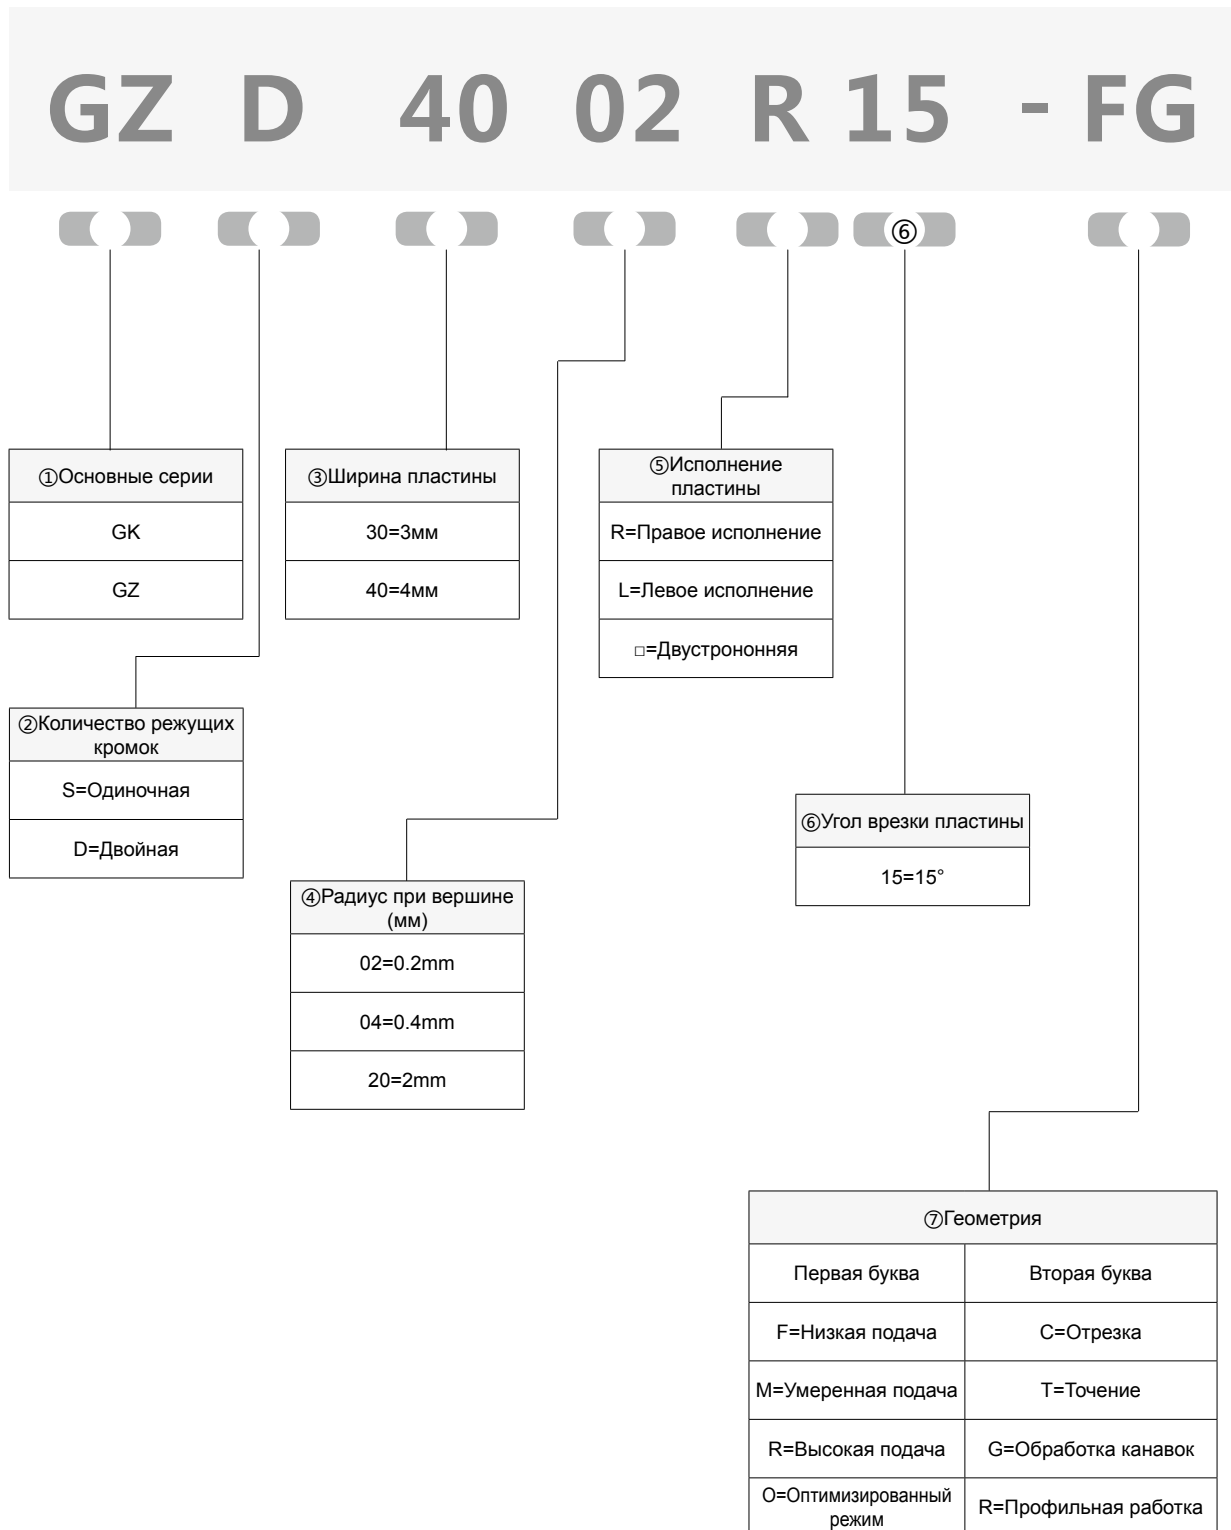 GZ D 40 02 R 15 - FG
⑥
①Основные серии
GK
GZ
②Количество режущих
кромок
S=Одиночная
D=Двойная
③Ширина пластины
30=3мм
40=4мм
④Радиус при вершине
(мм)
02=0.2mm
04=0.4mm
20=2mm
⑤Исполнение
пластины
R=Правое исполнение
L=Левое исполнение
□=Двустрононняя
⑥Угол врезки пластины
15=15°
⑦Геометрия
Первая буква Вторая буква
F=Низкая подача C=Отрезка
M=Умеренная подача T=Точение
R=Высокая подача G=Обработка канавок
O=Оптимизированный
режим
R=Профильная работка